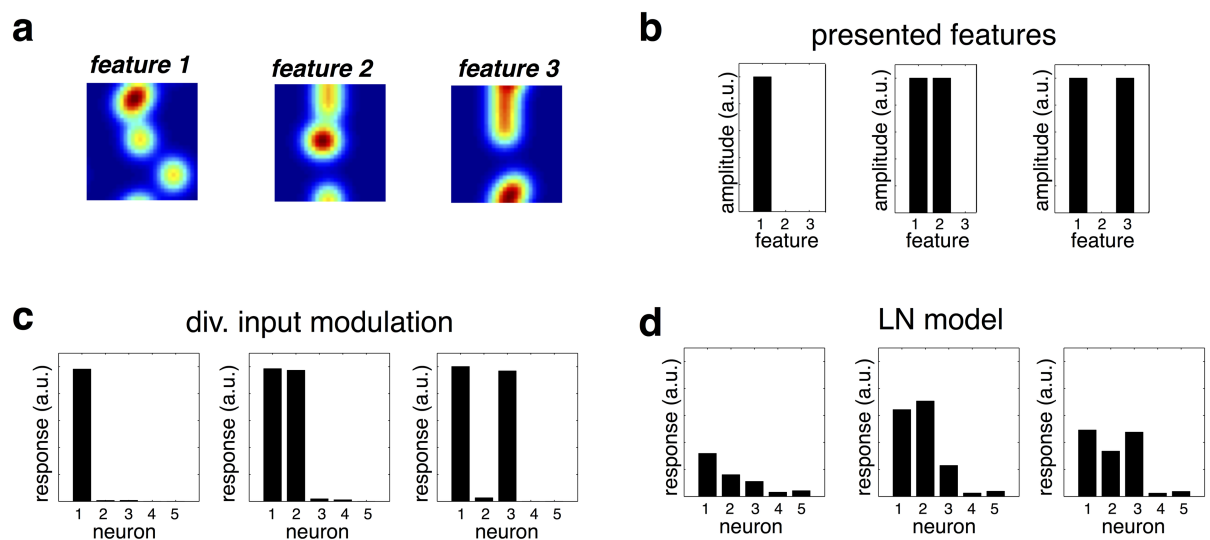 a
feature 1 feature 2 feature 3
b
presented features
amplitude (a.u.) amplitude (a.u.) amplitude (a.u.)
1 2 3 1 2 3 1 2 3
feature feature feature
c
div. input modulation
response (a.u.) response (a.u.) response (a.u.)
1 2 3 4 5 1 2 3 4 5 1 2 3 4 5
neuron neuron neuron
d
LN model
response (a.u.) response (a.u.) response (a.u.)
1 2 3 4 5 1 2 3 4 5 1 2 3 4 5
neuron neuron neuron